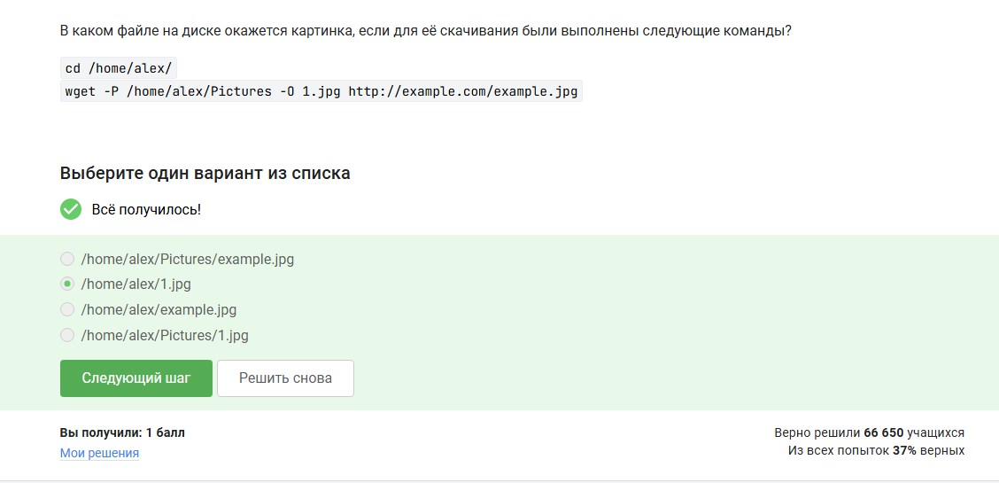 В каком файле на диске окажется картинка, если для её скачивания были выполнены следующие команды?
cd /home/alex/
wget -P /home/alex/Pictures -O 1.jpg http://example.com/example.jpg
Выберите один вариант из списка
Всё получилось!
/home/alex/Pictures/example.jpg
/home/alex/1.jpg
/home/alex/example.jpg
/home/alex/Pictures/1.jpg
Следующий шаг
Решить снова
Вы получили: 1 балл
Верно решили 66 650 учащихся
Мои решения
Из всех попыток 37% верных